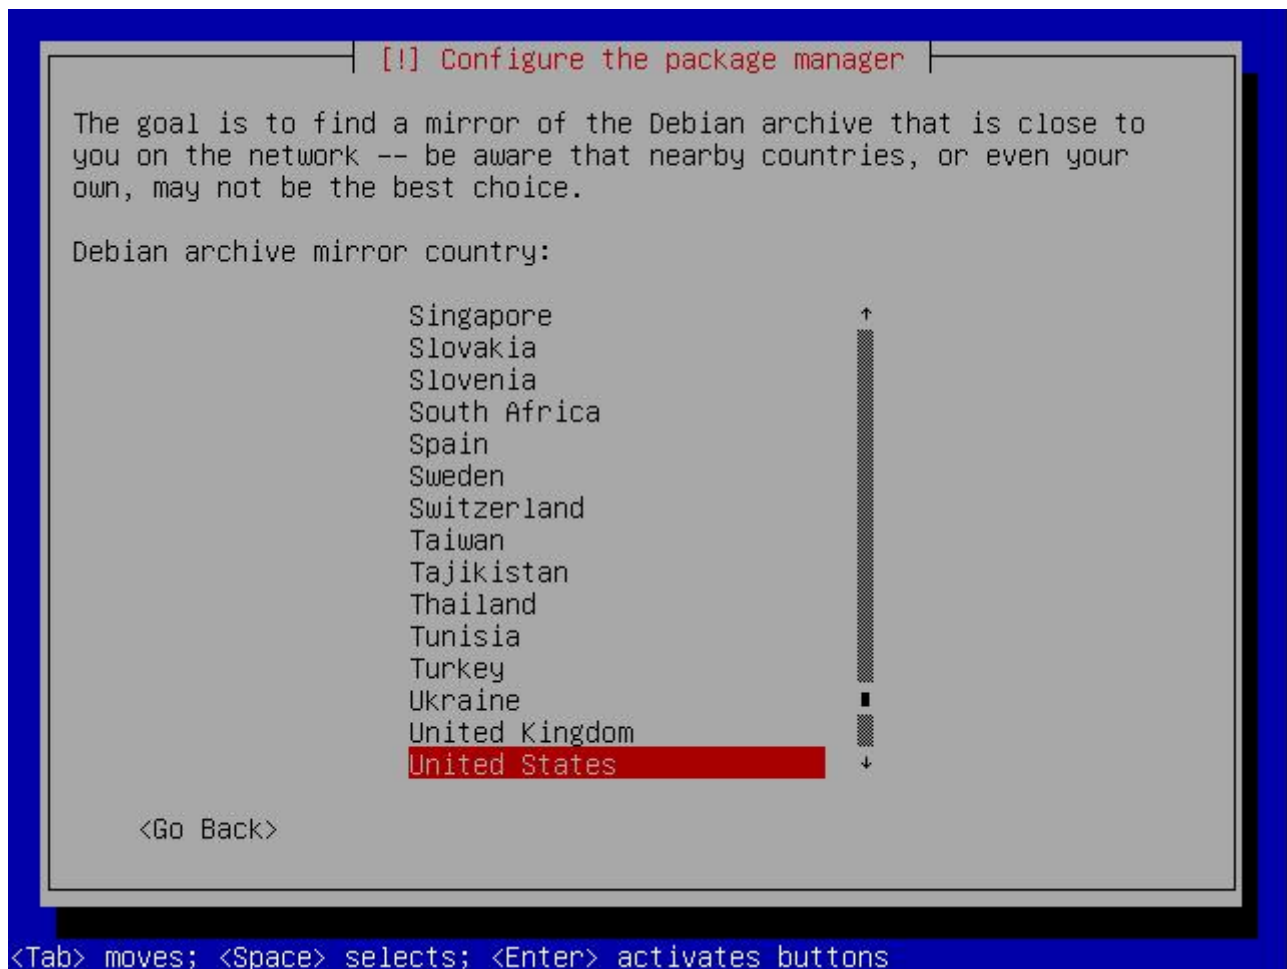 [!] Configure the package manager
The goal is to find a mirror of the Debian archive that is close to
you on the network -- be aware that nearby countries, or even your
own, may not be the best choice.
Debian archive mirror country:
Singapore
Slovakia
Slovenia
South Africa
Spain
Sweden
Switzerland
Taiwan
Tajikistan
Thailand
Tunisia
Turkey
Ukraine
United Kingdom
United States
<Go Back>
<Tab> moves; <Space> selects; <Enter> activates buttons